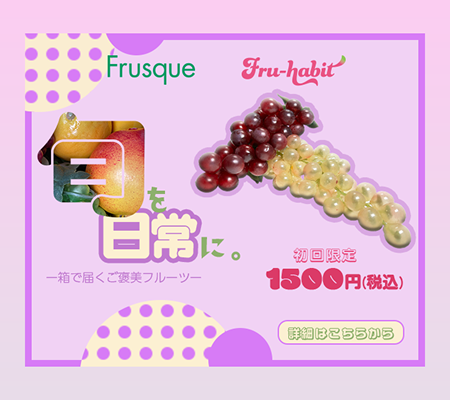 Frusque
Fru-habit
旬を
日常に。
一箱で届くご褒美フルーツー
初回限定
1500円(税込)
詳細はこちらから